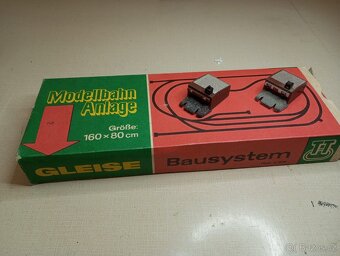 Modellbahn
Anlage
Größe:
160 x 80 cm
GLEISE
Bausystem
TT